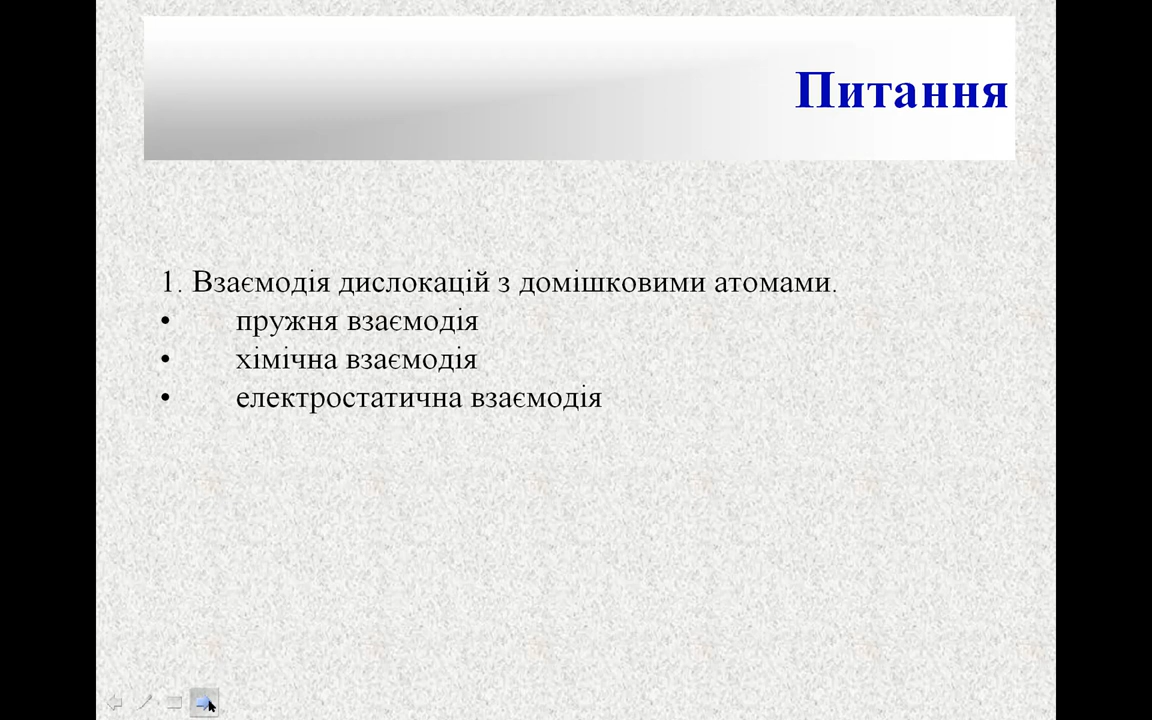 Питання
1. Взаємодія дислокацій з домішковими атомами.
• пружня взаємодія
• хімічна взаємодія
• електростатична взаємодія